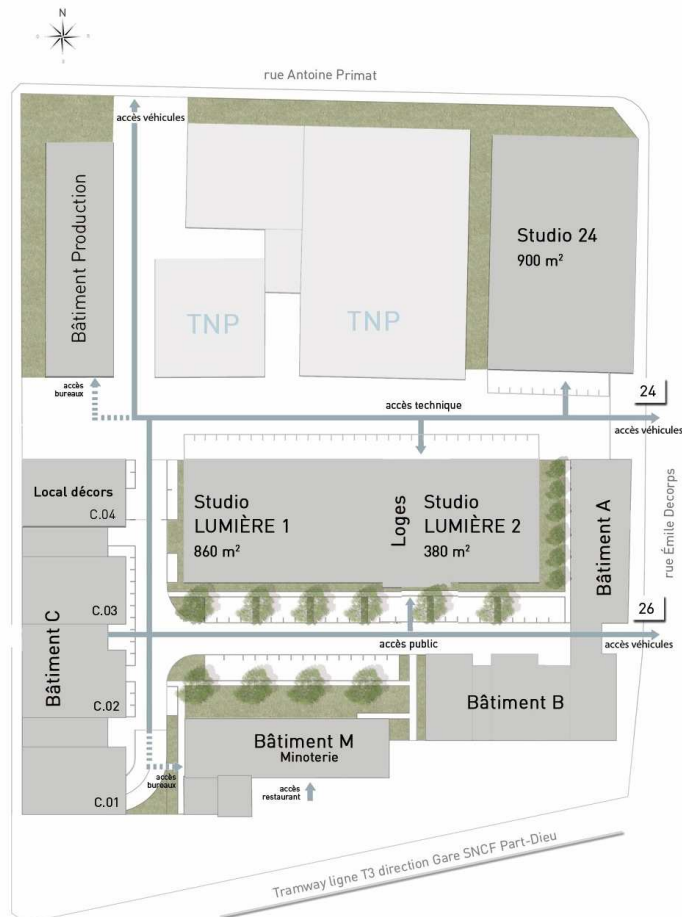 N
rue Antoine Primat
accès véhicules
Bâtiment Production
Studio 24
900 m²
TNP
TNP
accès
bureaux
24
accès technique
accès véhicules
Local décors
C.04
Studio
LUMIÈRE 1
860 m²
Loges
Studio
LUMIÈRE 2
380 m²
Bâtiment A
rue Émile Decorps
C.03
Bâtiment C
26
accès public
accès véhicules
C.02
Bâtiment B
Bâtiment M
Minoterie
accès
bureaux
accès
restaurant
C.01
Tramway ligne T3 direction Gare SNCF Part-Dieu